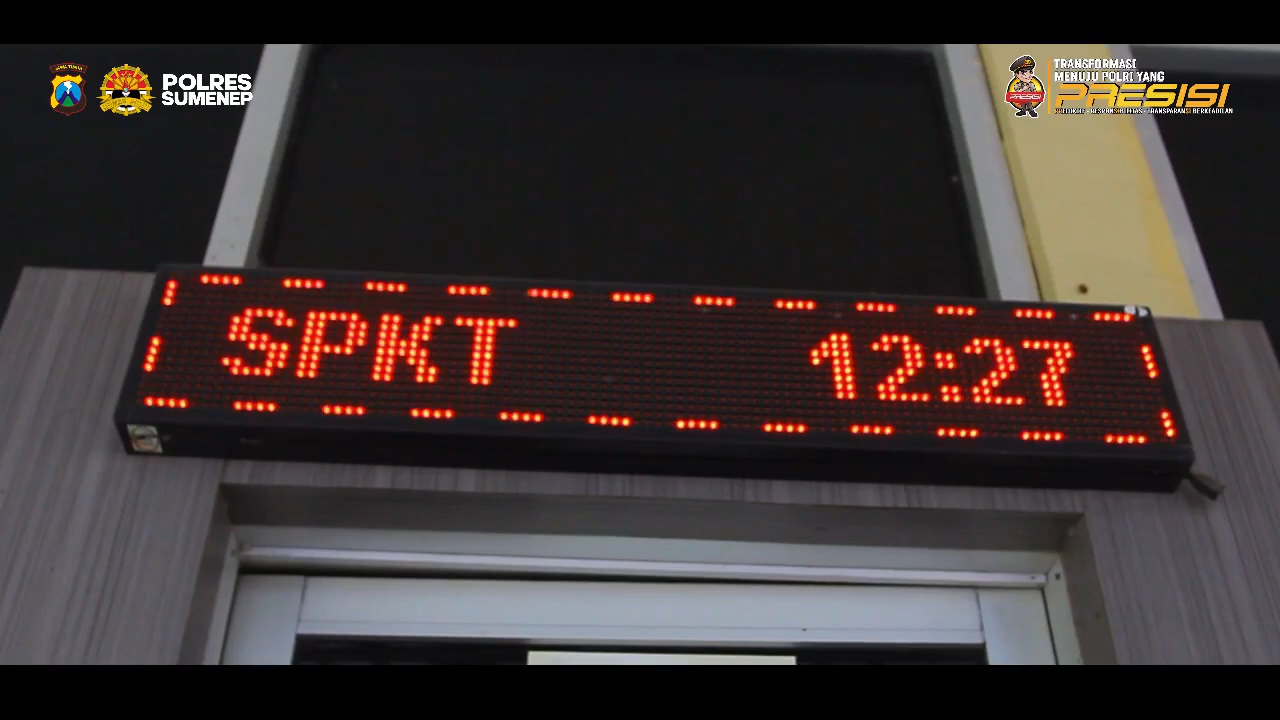 POLRES
SUMENEP
TRANSFORMASI
MENUJU POLRI YANG
PRESISI
SPKT 12:27